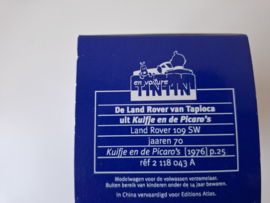 en voiture
TINTIN
De Land Rover van Tapioca
uit Kuifje en de Picaro's
Land Rover 109 SW
jaaren 70
Kuifje en de Picaro's [1976] p.25
réf 2 118 043 A
Modelwagen voor de volwassen verzamelaar.
Buiten bereik van kinderen onder de 14 jaar bewaren.
In China vervaardigd voor Editions Atlas.